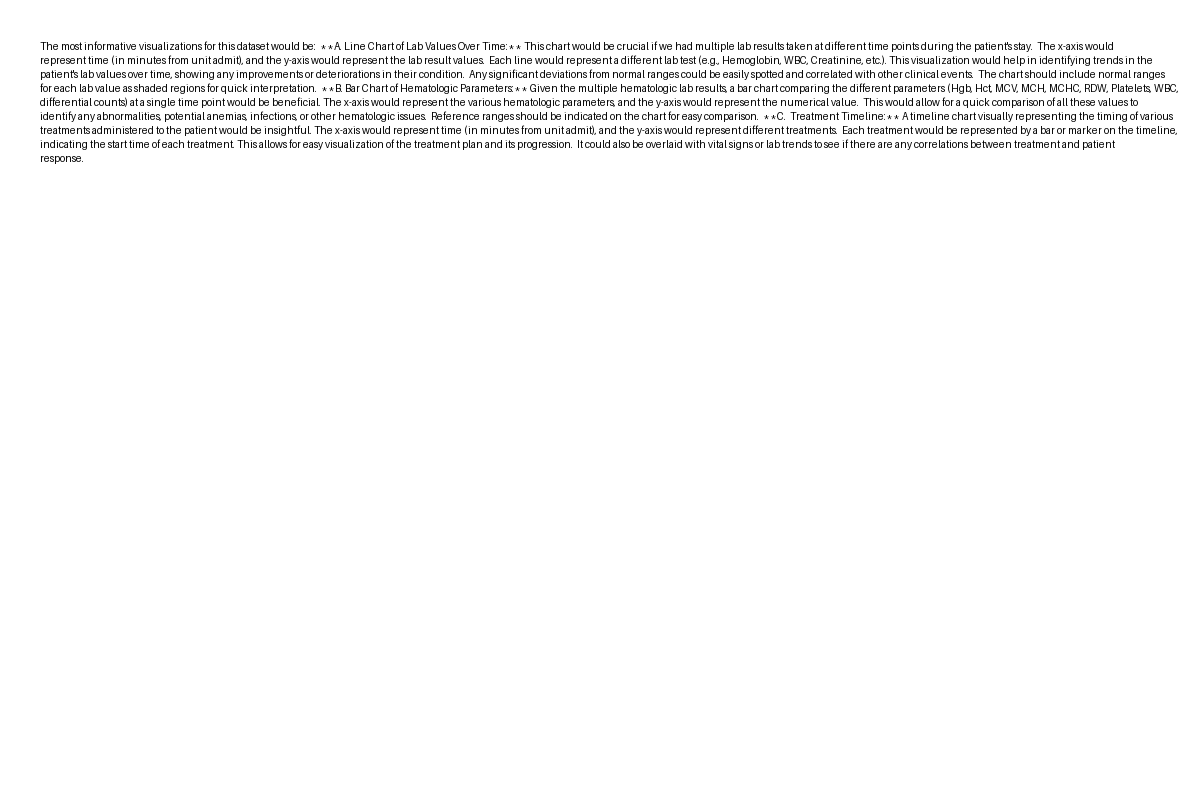 The most informative visualizations for this dataset would be:  **A. Line Chart of Lab Values Over Time:** This chart would be crucial if we had multiple lab results taken at different time points during the patient's stay.  The x-axis would
represent time (in minutes from unit admit), and the y-axis would represent the lab result values.  Each line would represent a different lab test (e.g., Hemoglobin, WBC, Creatinine, etc.). This visualization would help in identifying trends in the
patient's lab values over time, showing any improvements or deteriorations in their condition.  Any significant deviations from normal ranges could be easily spotted and correlated with other clinical events.  The chart should include normal ranges
for each lab value as shaded regions for quick interpretation.  **B. Bar Chart of Hematologic Parameters:** Given the multiple hematologic lab results, a bar chart comparing the different parameters (Hgb, Hct, MCV, MCH, MCHC, RDW, Platelets, WBC,
differential counts) at a single time point would be beneficial. The x-axis would represent the various hematologic parameters, and the y-axis would represent the numerical value.  This would allow for a quick comparison of all these values to
identify any abnormalities, potential anemias, infections, or other hematologic issues.  Reference ranges should be indicated on the chart for easy comparison.  **C.  Treatment Timeline:** A timeline chart visually representing the timing of various
treatments administered to the patient would be insightful. The x-axis would represent time (in minutes from unit admit), and the y-axis would represent different treatments.  Each treatment would be represented by a bar or marker on the timeline,
indicating the start time of each treatment. This allows for easy visualization of the treatment plan and its progression.  It could also be overlaid with vital signs or lab trends to see if there are any correlations between treatment and patient
response.